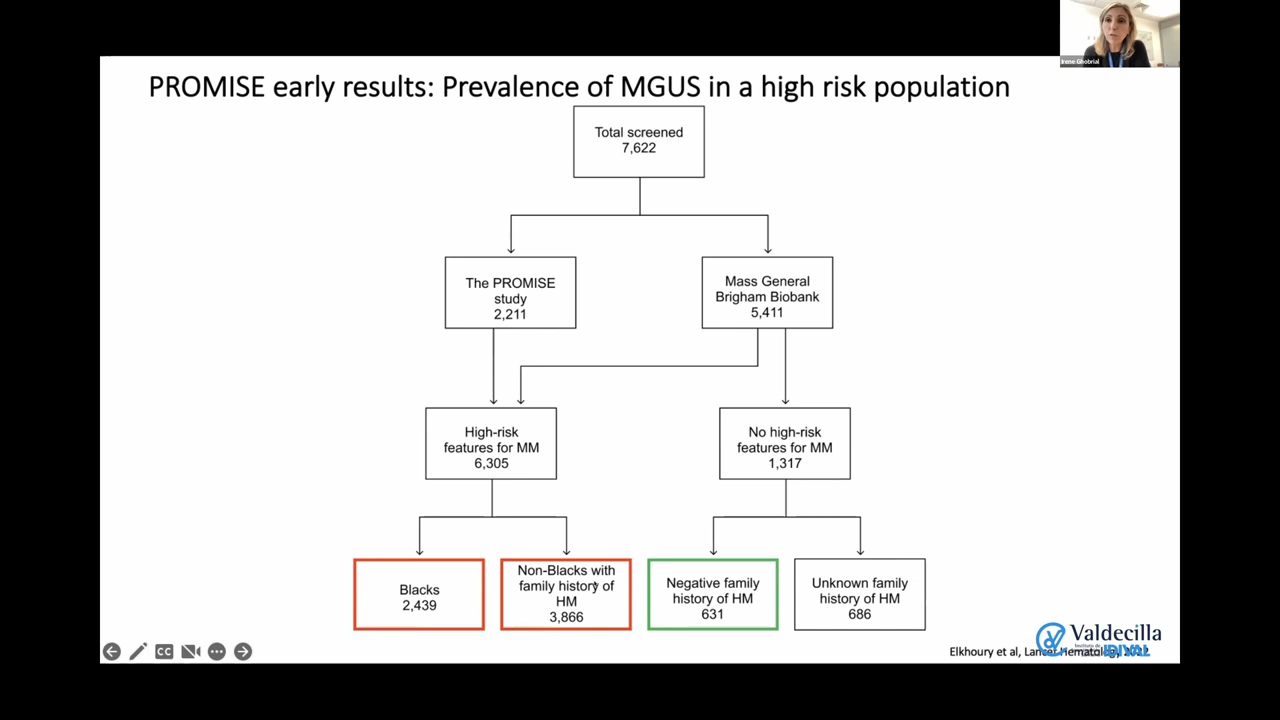 Irene Ghobrial
PROMISE early results: Prevalence of MGUS in a high risk population
Total screened
7,622
The PROMISE
study
2,211
Mass General
Brigham Biobank
5,411
High-risk
features for MM
6,305
No high-risk
features for MM
1,317
Blacks
2,439
Non-Blacks with
family history of
HM
3,866
Negative family
history of HM
631
Unknown family
history of HM
686
CC
Valdecilla
IDIVAL
Elkhoury et al, Lancet Hematology